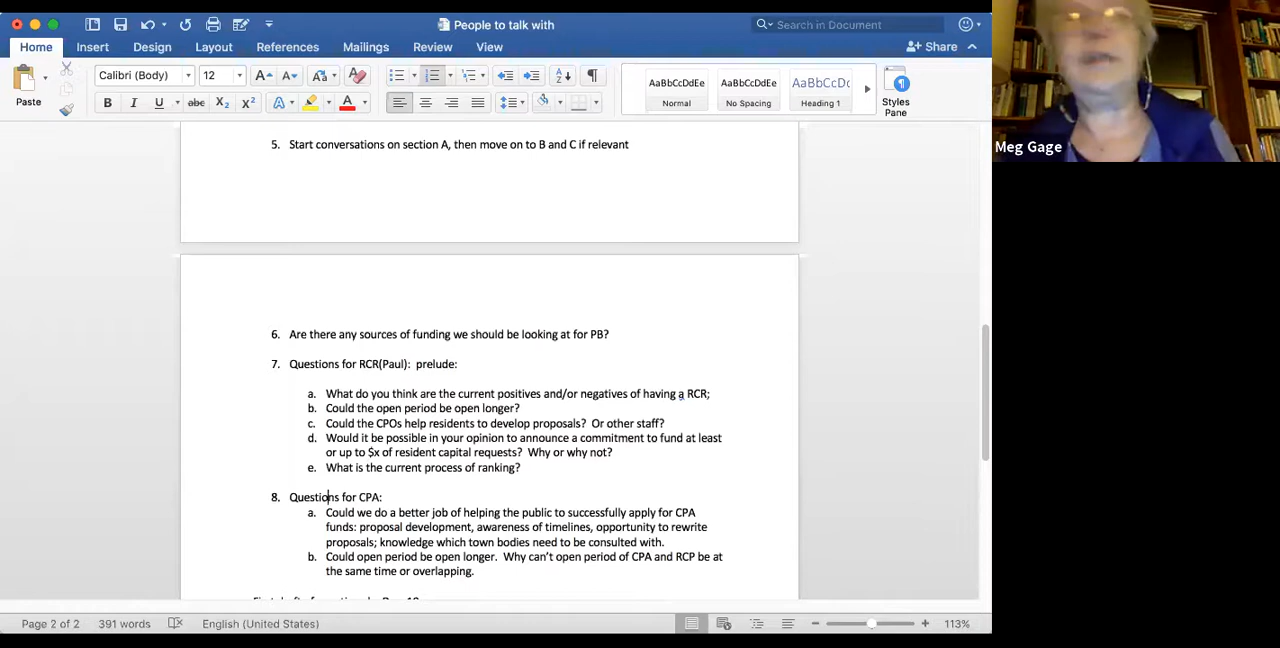 People to talk with
Search in Document
Home Insert Design Layout References Mailings Review View
Share
Paste
Calibri (Body) 12
AaBbCcDdEe AaBbCcDdEe AaBbCcDc
Normal No Spacing Heading 1
Styles
Pane
Meg Gage
5. Start conversations on section A, then move on to B and C if relevant
6. Are there any sources of funding we should be looking at for PB?
7. Questions for RCR(Paul): prelude:
a. What do you think are the current positives and/or negatives of having a RCR;
b. Could the open period be open longer?
c. Could the CPOs help residents to develop proposals? Or other staff?
d. Would it be possible in your opinion to announce a commitment to fund at least
or up to $x of resident capital requests? Why or why not?
e. What is the current process of ranking?
8. Questions for CPA:
a. Could we do a better job of helping the public to successfully apply for CPA
funds: proposal development, awareness of timelines, opportunity to rewrite
proposals; knowledge which town bodies need to be consulted with.
b. Could open period be open longer. Why can't open period of CPA and RCP be at
the same time or overlapping.
Page 2 of 2 391 words English (United States) 113%